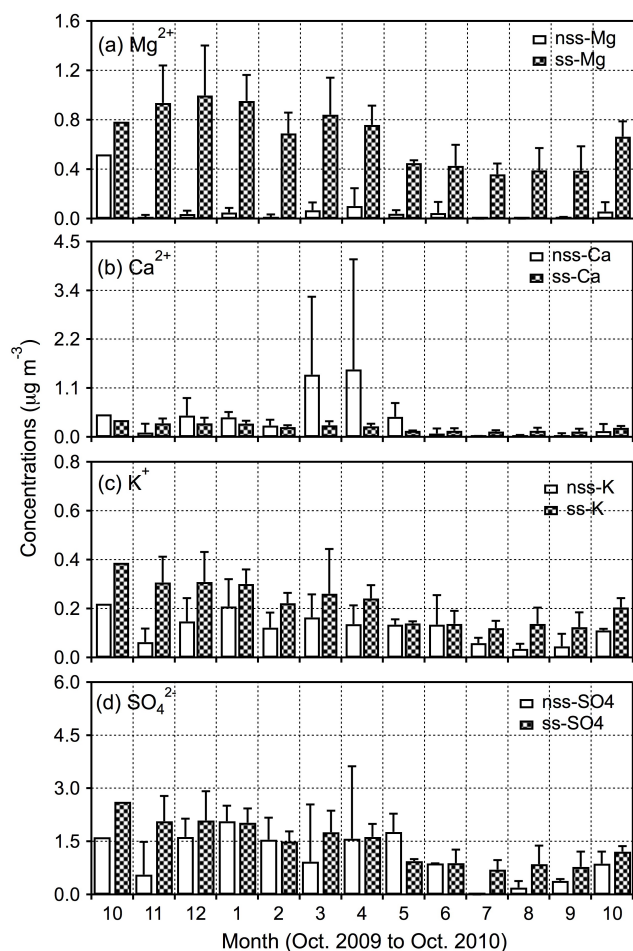 (a) Mg2+
nss-Mg
ss-Mg
1.6
1.2
0.8
0.4
0.0
(b) Ca2+
nss-Ca
ss-Ca
4.5
3.4
2.2
1.1
0.0
(c) K+
nss-K
ss-K
0.8
0.6
0.4
0.2
0.0
(d) SO42-
nss-SO4
ss-SO4
6.0
4.5
3.0
1.5
0.0
Concentrations (μg m-3)
10 11 12 1 2 3 4 5 6 7 8 9 10
Month (Oct. 2009 to Oct. 2010)